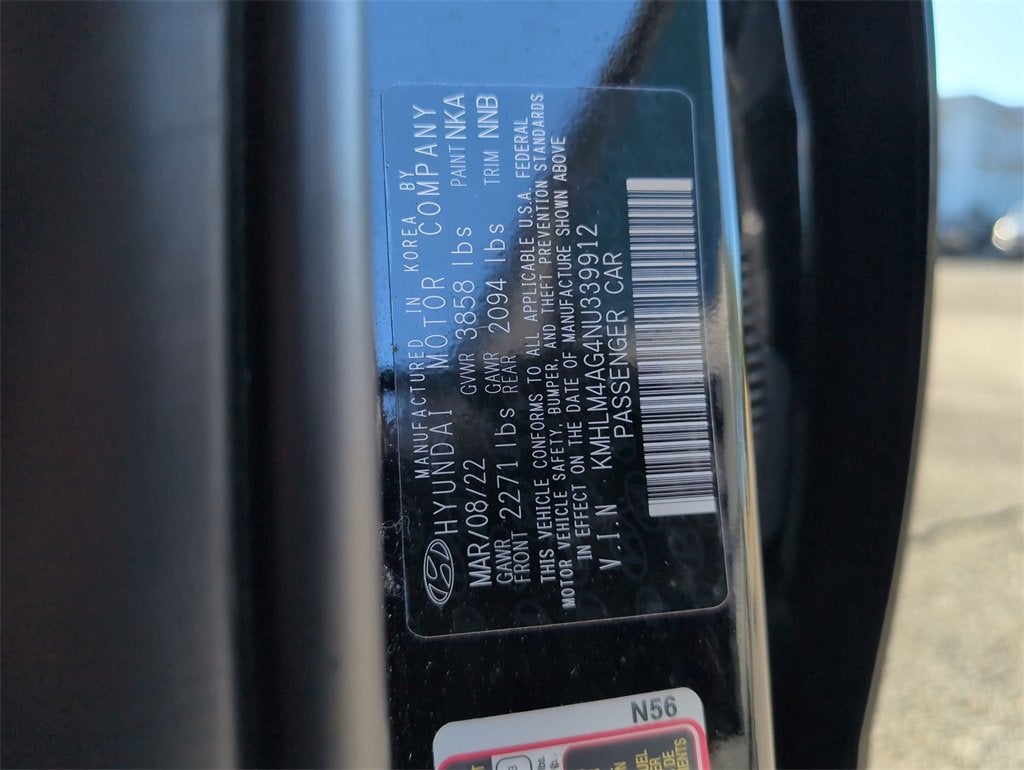 MANUFACTURED IN KOREA BY
HYUNDAI MOTOR COMPANY
MAR/08/22 GVWR 3858 lbs PAINT NKA
GAWR FRONT 2271 lbs GAWR REAR 2094 lbs TRIM NNB
THIS VEHICLE CONFORMS TO ALL APPLICABLE U.S.A. FEDERAL
MOTOR VEHICLE SAFETY, BUMPER, AND THEFT PREVENTION STANDARDS
IN EFFECT ON THE DATE OF MANUFACTURE SHOWN ABOVE
V.I.N KMHLM4AG4NU339912
PASSENGER CAR
N56